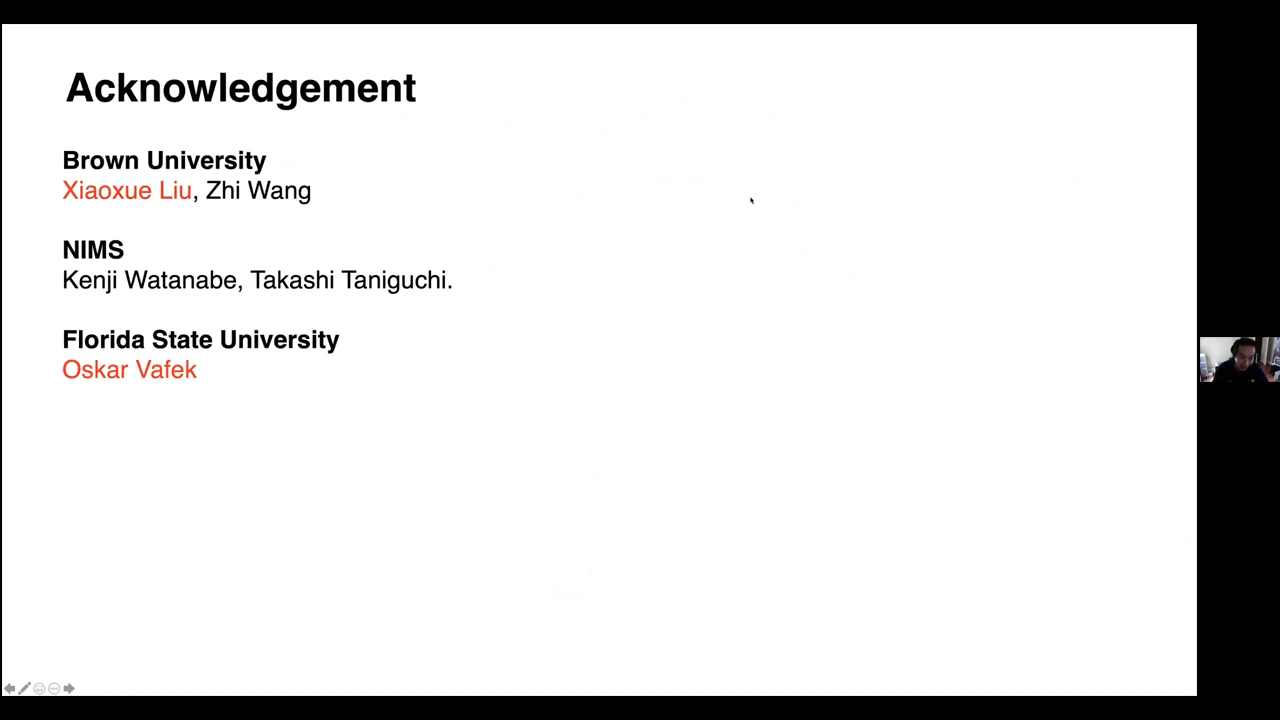 Acknowledgement
Brown University
Xiaoxue Liu, Zhi Wang
NIMS
Kenji Watanabe, Takashi Taniguchi.
Florida State University
Oskar Vafek